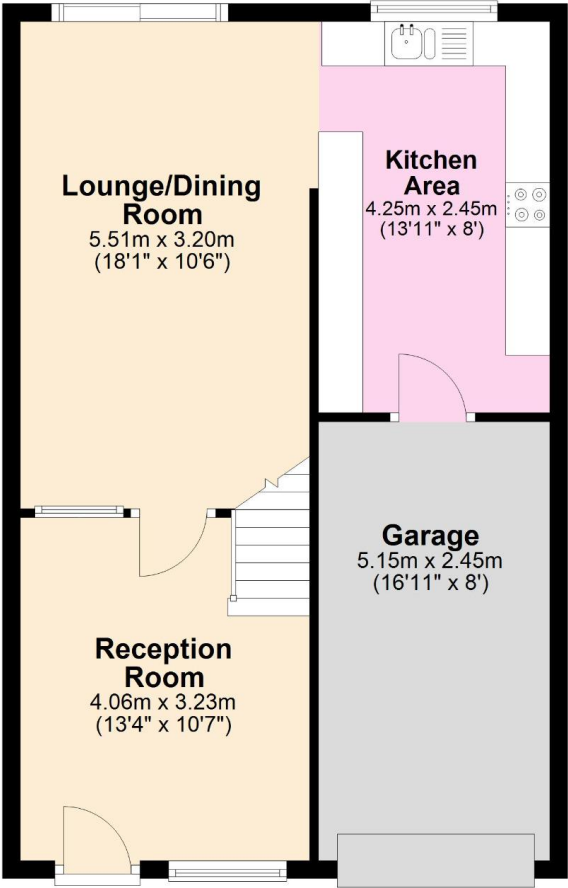 Lounge/Dining
Room
5.51m x 3.20m
(18'1" x 10'6")
Kitchen
Area
4.25m x 2.45m
(13'11" x 8')
Garage
5.15m x 2.45m
(16'11" x 8')
Reception
Room
4.06m x 3.23m
(13'4" x 10'7")